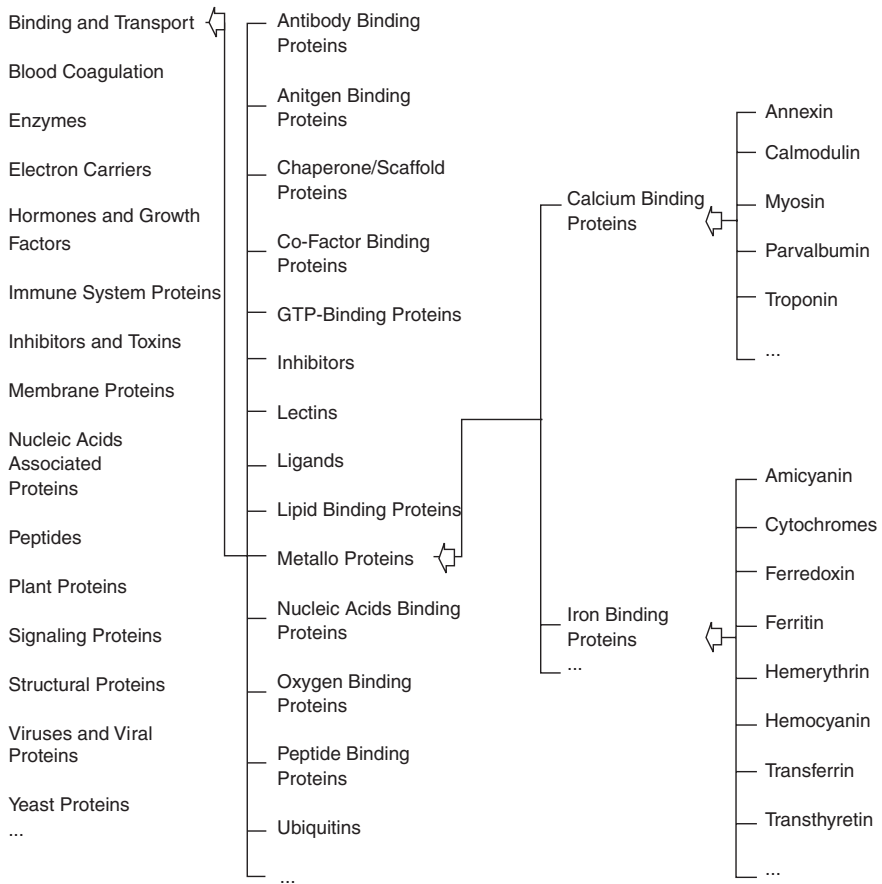 Binding and Transport
Blood Coagulation
Enzymes
Electron Carriers
Hormones and Growth
Factors
Immune System Proteins
Inhibitors and Toxins
Membrane Proteins
Nucleic Acids
Associated
Proteins
Peptides
Plant Proteins
Signaling Proteins
Structural Proteins
Viruses and Viral
Proteins
Yeast Proteins
...
Antibody Binding
Proteins
Anitgen Binding
Proteins
Chaperone/Scaffold
Proteins
Co-Factor Binding
Proteins
GTP-Binding Proteins
Inhibitors
Lectins
Ligands
Lipid Binding Proteins
Metallo Proteins
Nucleic Acids Binding
Proteins
Oxygen Binding
Proteins
Peptide Binding
Proteins
Ubiquitins
...
Calcium Binding
Proteins
Iron Binding
Proteins
...
Annexin
Calmodulin
Myosin
Parvalbumin
Troponin
...
Amicyanin
Cytochromes
Ferredoxin
Ferritin
Hemerythrin
Hemocyanin
Transferrin
Transthyretin
...